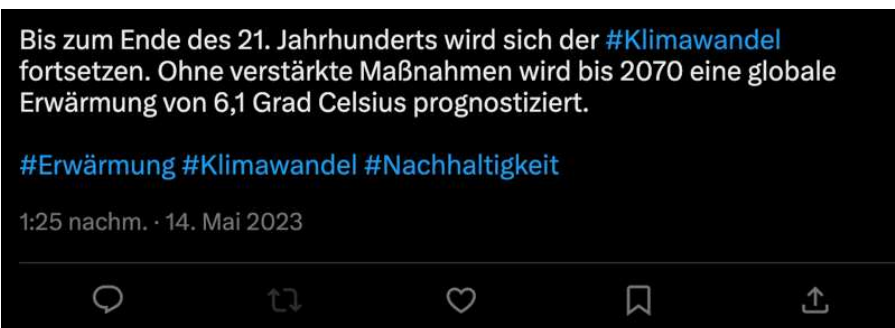 Bis zum Ende des 21. Jahrhunderts wird sich der #Klimawandel
fortsetzen. Ohne verstärkte Maßnahmen wird bis 2070 eine globale
Erwärmung von 6,1 Grad Celsius prognostiziert.
#Erwärmung #Klimawandel #Nachhaltigkeit
1:25 nachm. · 14. Mai 2023